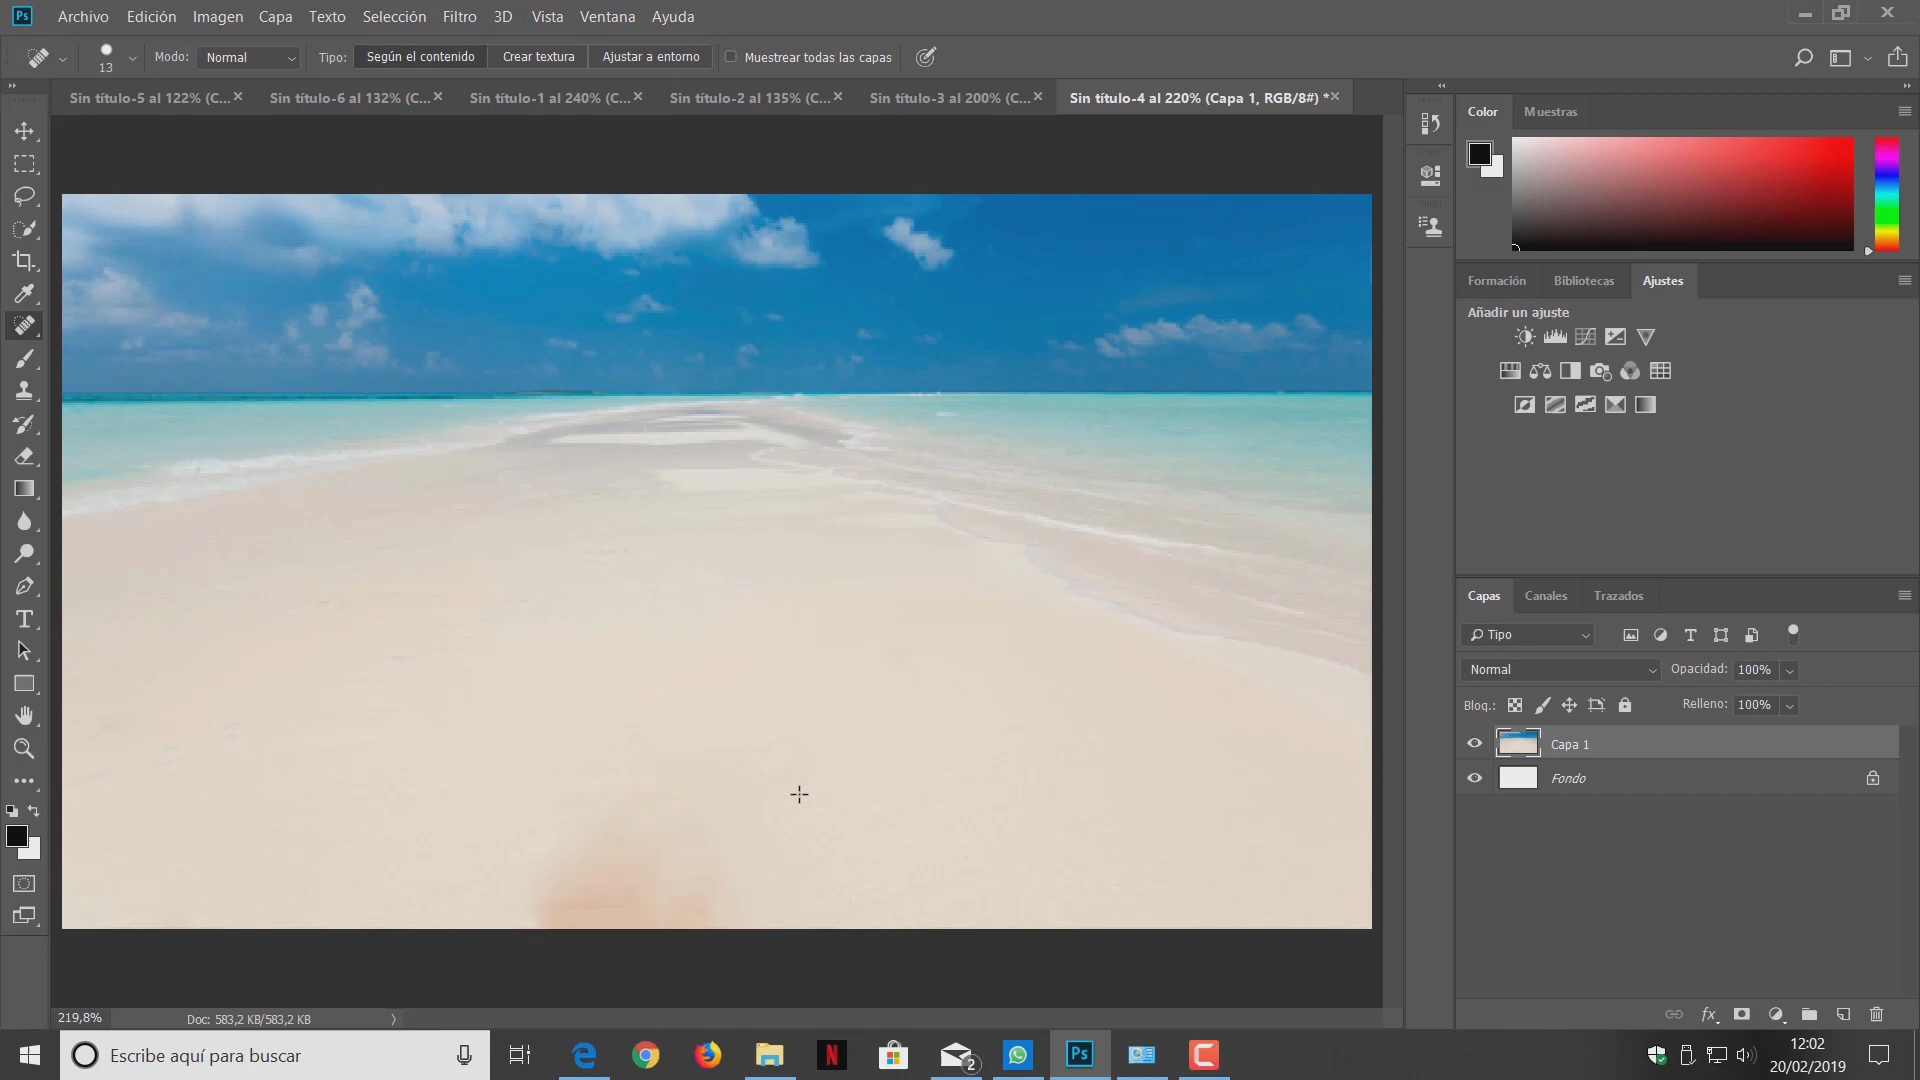 Ps Archivo Edición Imagen Capa Texto Selección Filtro 3D Vista Ventana Ayuda
13 Modo: Normal Tipo: Según el contenido Crear textura Ajustar a entorno Muestrear todas las capas
Sin título-5 al 122% (C... Sin título-6 al 132% (C... Sin título-1 al 240% (C... Sin título-2 al 135% (C... Sin título-3 al 200% (C... Sin título-4 al 220% (Capa 1, RGB/8#) *
Color Muestras
Formación Bibliotecas Ajustes
Añadir un ajuste
Capas Canales Trazados
Tipo
Normal Opacidad: 100%
Bloq.: Relleno: 100%
Capa 1
Fondo
fx
219,8% Doc: 583,2 KB/583,2 KB
Escribe aquí para buscar
N
2
Ps
12:02
20/02/2019